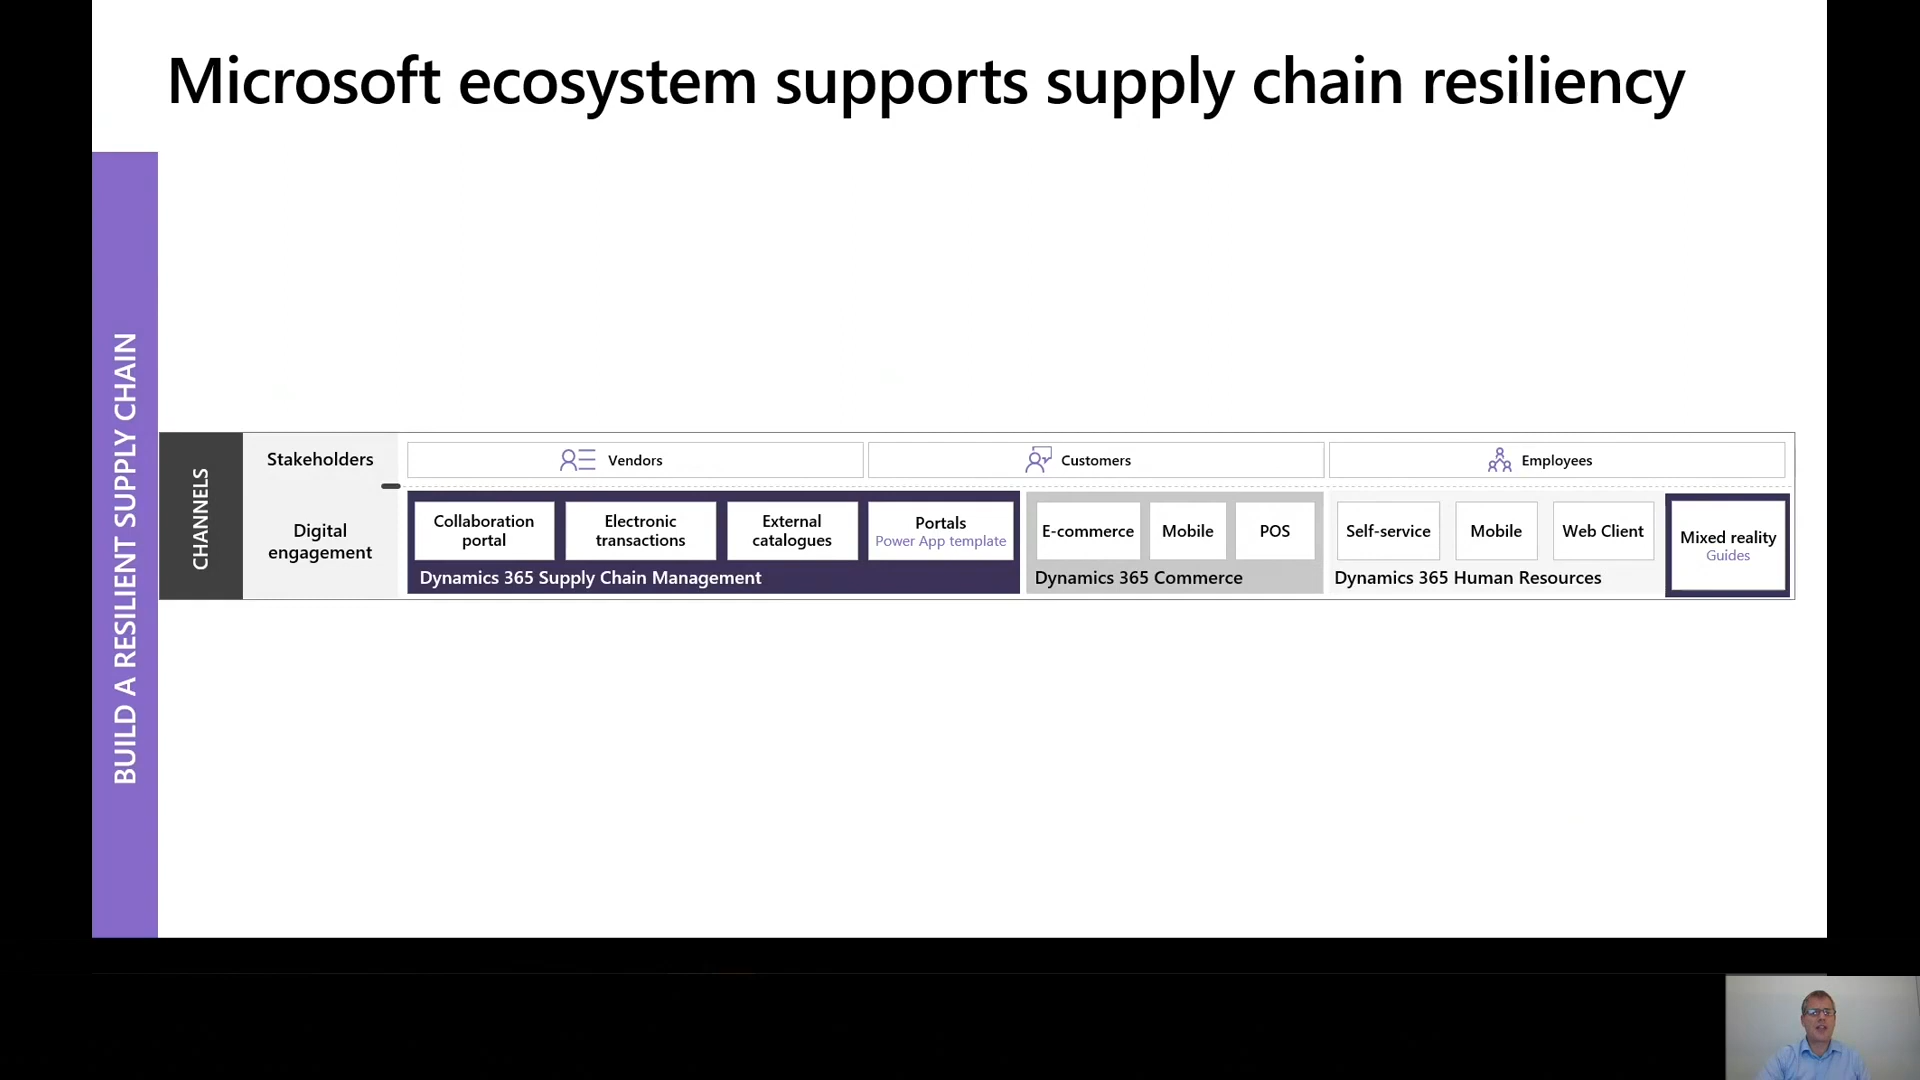 Microsoft ecosystem supports supply chain resiliency
BUILD A RESILIENT SUPPLY CHAIN
CHANNELS
Stakeholders
Vendors
Customers
Employees
Digital
engagement
Collaboration
portal
Electronic
transactions
External
catalogues
Portals
Power App template
Dynamics 365 Supply Chain Management
E-commerce
Mobile
POS
Dynamics 365 Commerce
Self-service
Mobile
Web Client
Dynamics 365 Human Resources
Mixed reality
Guides